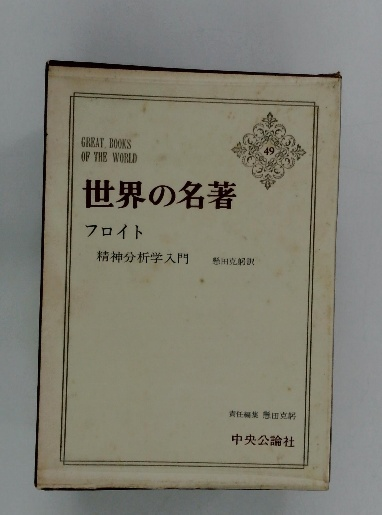 GREAT BOOKS
OF THE WORLD
49
世界の名著
フロイト
精神分析学入門 懸田克躬訳
責任編集 懸田克躬
中央公論社